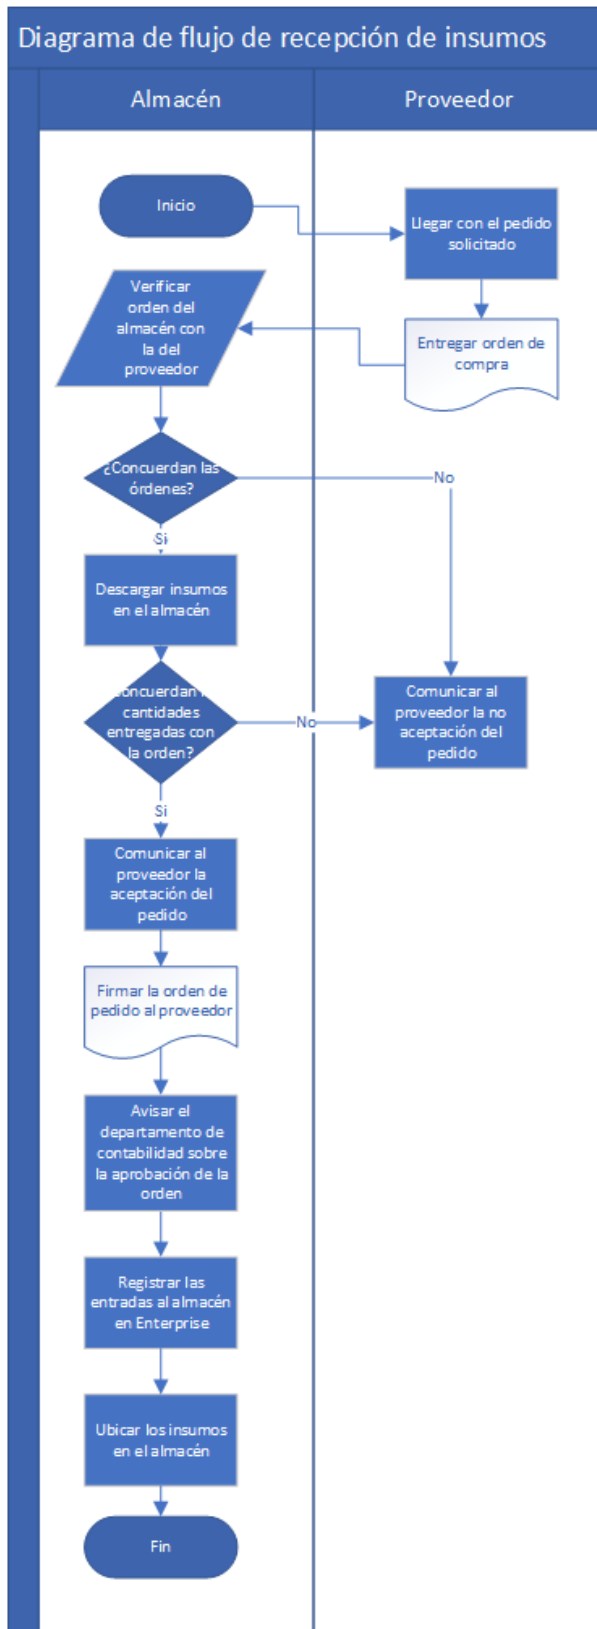 Diagrama de flujo de recepción de insumos
Almacén
Proveedor
Inicio
Llegar con el pedido
solicitado
Verificar
orden del
almacén con
la del
proveedor
Entregar orden de
compra
¿Concuerdan las
órdenes?
No
Si
Descargar insumos
en el almacén
cantidades
entregadas con
la orden?
No
Comunicar al
proveedor la no
aceptación del
pedido
Si
Comunicar al
proveedor la
aceptación del
pedido
Firmar la orden de
pedido al proveedor
Avisar el
departamento de
contabilidad sobre
la aprobación de la
orden
Registrar las
entradas al almacén
en Enterprise
Ubicar los insumos
en el almacén
Fin